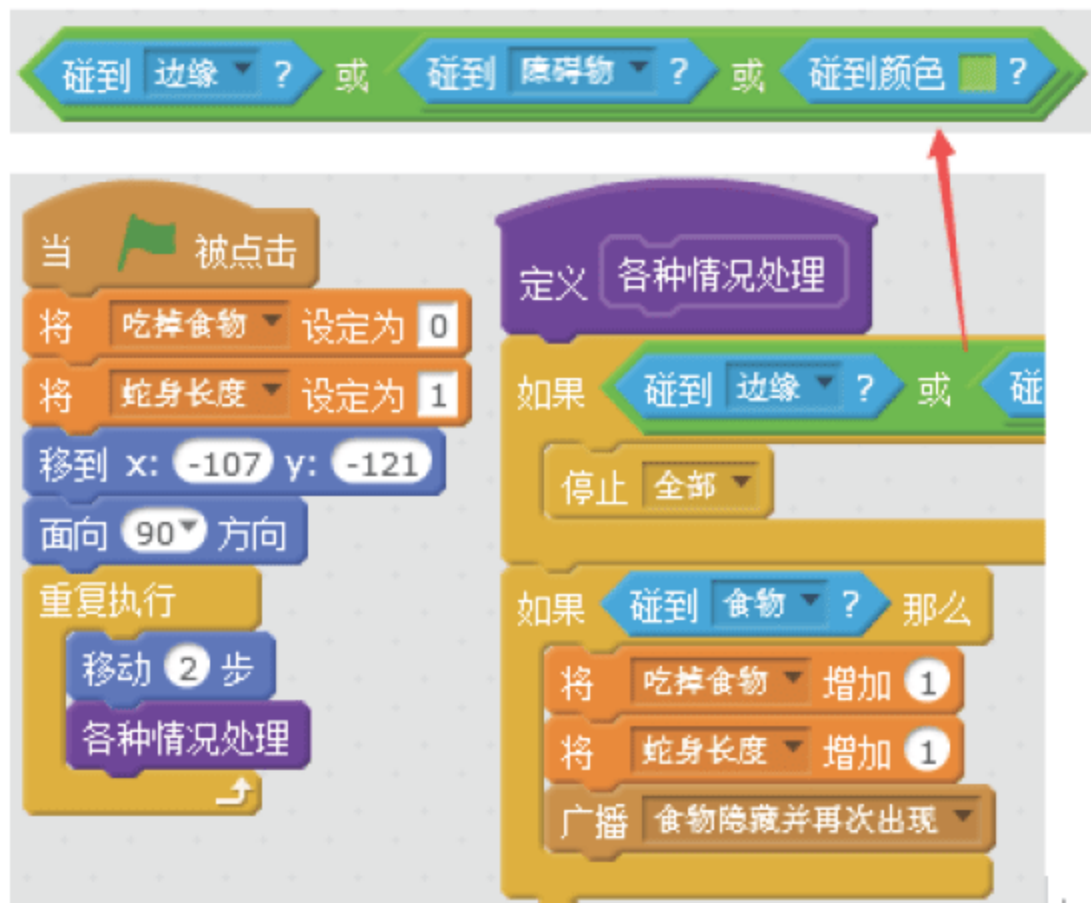 碰到 边缘 ? 或 碰到 障碍物 ? 或 碰到颜色 ?
当 被点击
将 吃掉食物 设定为 0
将 蛇身长度 设定为 1
移到 x: -107 y: -121
面向 90 方向
重复执行
移动 2 步
各种情况处理
定义 各种情况处理
如果 碰到 边缘 ? 或 碰
停止 全部
如果 碰到 食物 ? 那么
将 吃掉食物 增加 1
将 蛇身长度 增加 1
广播 食物隐藏并再次出现